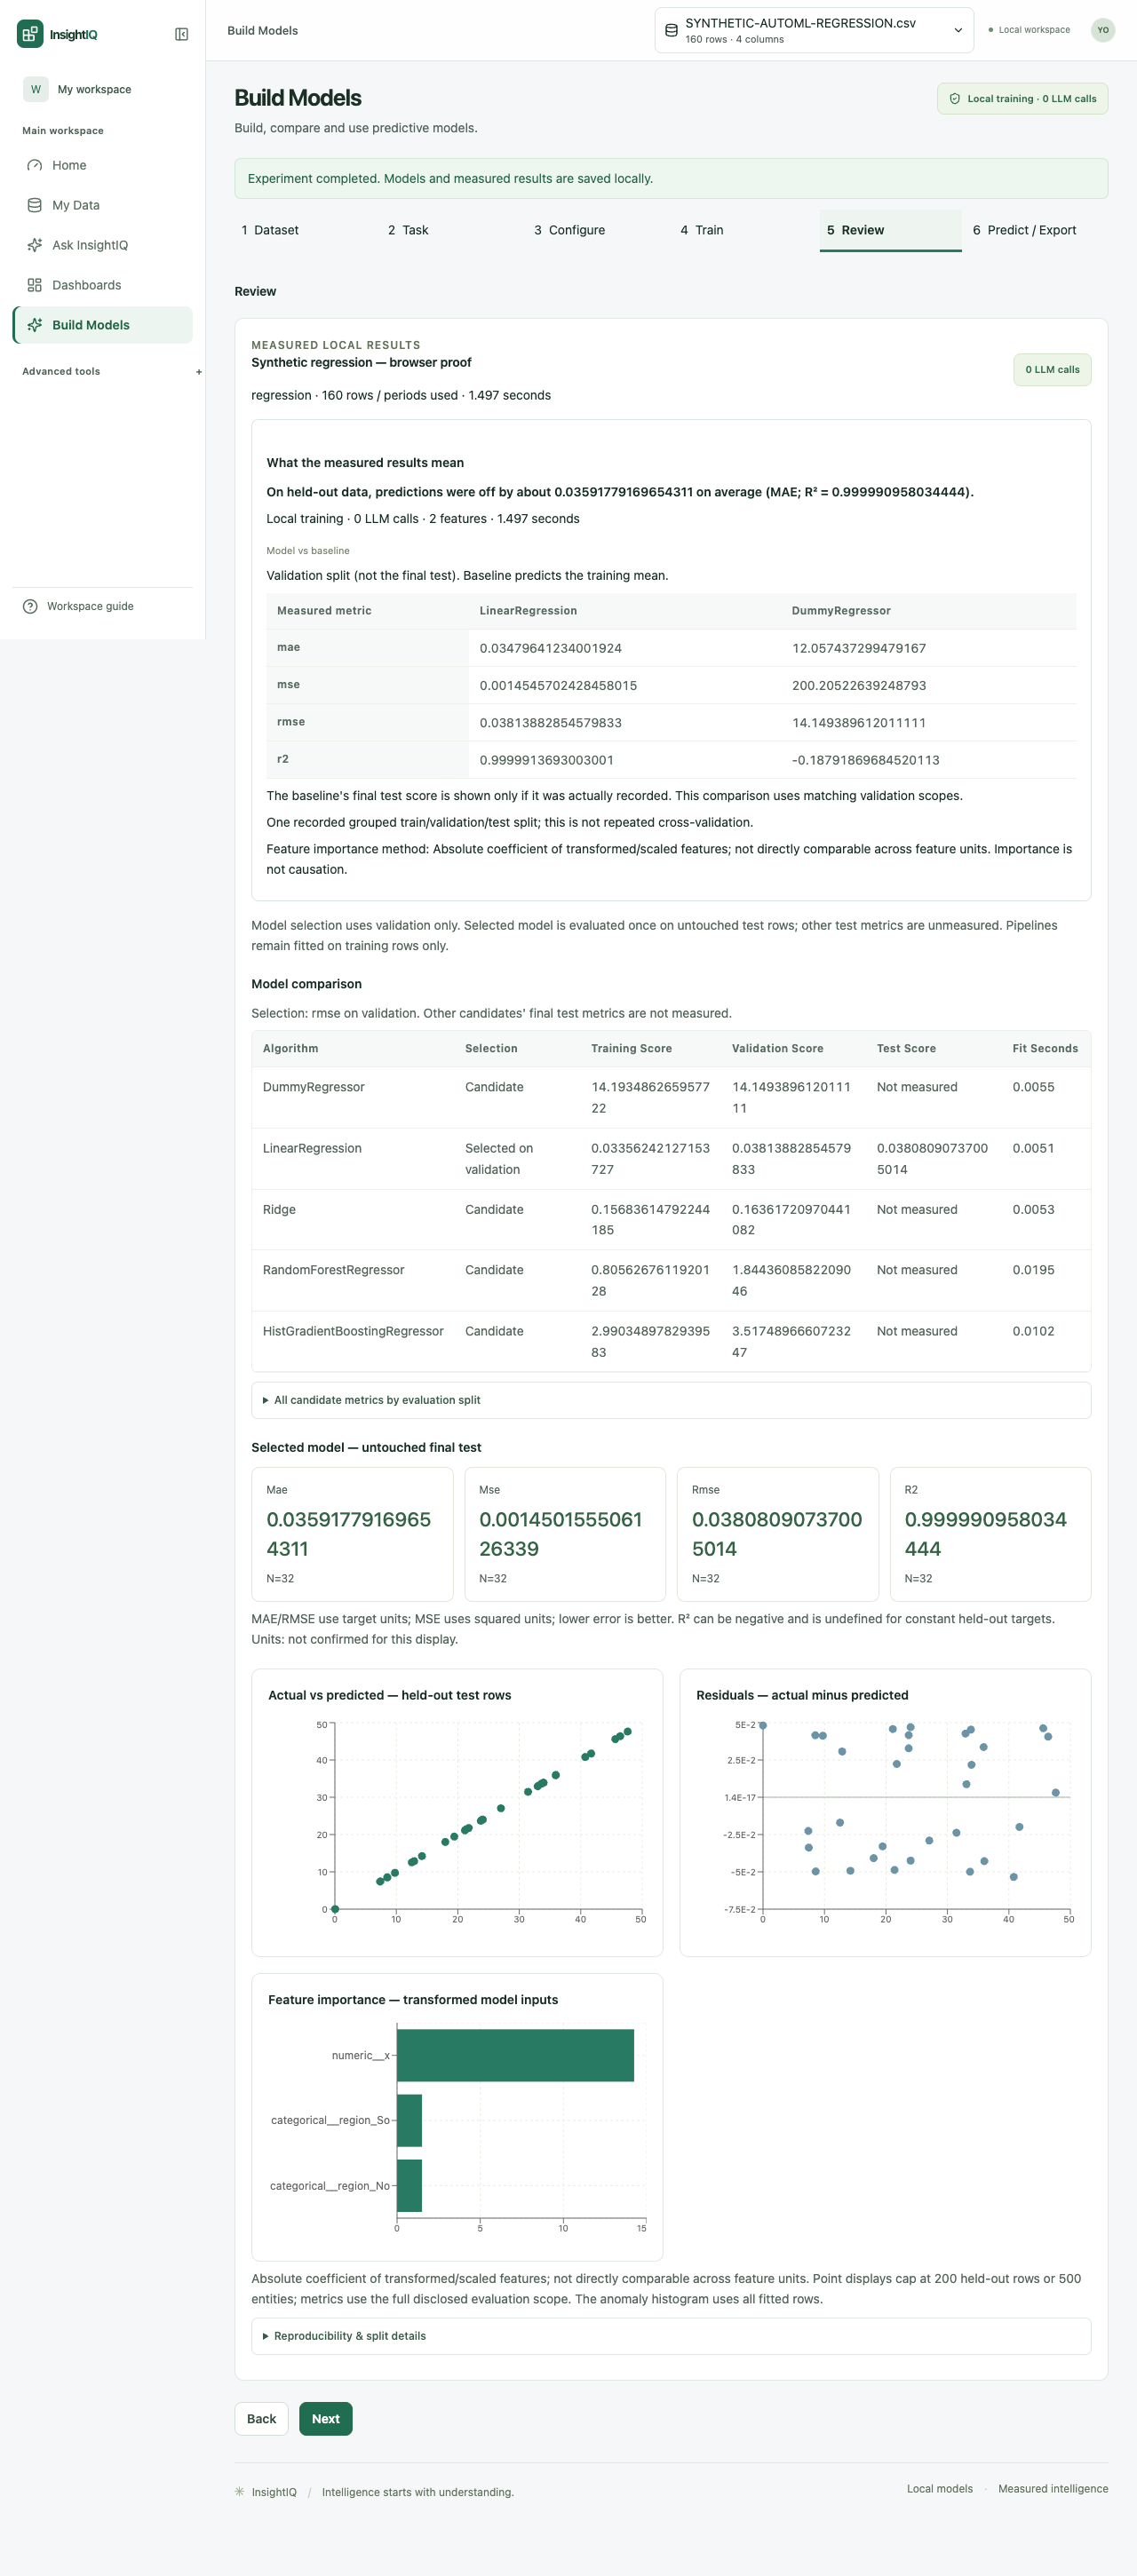 InsightIQ
W My workspace
Main workspace
Home
My Data
Ask InsightIQ
Dashboards
Build Models
Advanced tools +
Workspace guide
Build Models
SYNTHETIC-AUTOML-REGRESSION.csv
160 rows · 4 columns
Local workspace
YO
Build Models
Build, compare and use predictive models.
Local training · 0 LLM calls
Experiment completed. Models and measured results are saved locally.
1 Dataset
2 Task
3 Configure
4 Train
5 Review
6 Predict / Export
Review
MEASURED LOCAL RESULTS
Synthetic regression — browser proof
0 LLM calls
regression · 160 rows / periods used · 1.497 seconds
What the measured results mean
On held-out data, predictions were off by about 0.03591779169654311 on average (MAE; R² = 0.999990958034444).
Local training · 0 LLM calls · 2 features · 1.497 seconds
Model vs baseline
Validation split (not the final test). Baseline predicts the training mean.
Measured metric LinearRegression DummyRegressor
mae 0.03479641234001924 12.057437299479167
mse 0.0014545702428458015 200.20522639248793
rmse 0.03813882854579833 14.149389612011111
r2 0.9999913693003001 -0.18791869684520113
The baseline's final test score is shown only if it was actually recorded. This comparison uses matching validation scopes.
One recorded grouped train/validation/test split; this is not repeated cross-validation.
Feature importance method: Absolute coefficient of transformed/scaled features; not directly comparable across feature units. Importance is
not causation.
Model selection uses validation only. Selected model is evaluated once on untouched test rows; other test metrics are unmeasured. Pipelines
remain fitted on training rows only.
Model comparison
Selection: rmse on validation. Other candidates' final test metrics are not measured.
Algorithm Selection Training Score Validation Score Test Score Fit Seconds
DummyRegressor Candidate 14.1934862659577 14.1493896120111 Not measured 0.0055
22 11
LinearRegression Selected on 0.03356242127153 0.03813882854579 0.0380809073700 0.0051
validation 727 833 5014
Ridge Candidate 0.15683614792244 0.16361720970441 Not measured 0.0053
185 082
RandomForestRegressor Candidate 0.80562676119201 1.84436085822090 Not measured 0.0195
28 46
HistGradientBoostingRegressor Candidate 2.99034897829395 3.51748966607232 Not measured 0.0102
83 47
All candidate metrics by evaluation split
Selected model — untouched final test
Mae
0.0359177916965
4311
N=32
Mse
0.0014501555061
26339
N=32
Rmse
0.0380809073700
5014
N=32
R2
0.999990958034
444
N=32
MAE/RMSE use target units; MSE uses squared units; lower error is better. R² can be negative and is undefined for constant held-out targets.
Units: not confirmed for this display.
Actual vs predicted — held-out test rows
50
40
30
20
10
0
0 10 20 30 40 50
Residuals — actual minus predicted
5E-2
2.5E-2
1.4E-17
-2.5E-2
-5E-2
-7.5E-2
0 10 20 30 40 50
Feature importance — transformed model inputs
numeric__x
categorical__region_So
categorical__region_No
0 5 10 15
Absolute coefficient of transformed/scaled features; not directly comparable across feature units. Point displays cap at 200 held-out rows or 500
entities; metrics use the full disclosed evaluation scope. The anomaly histogram uses all fitted rows.
Reproducibility & split details
Back
Next
InsightIQ / Intelligence starts with understanding.
Local models · Measured intelligence